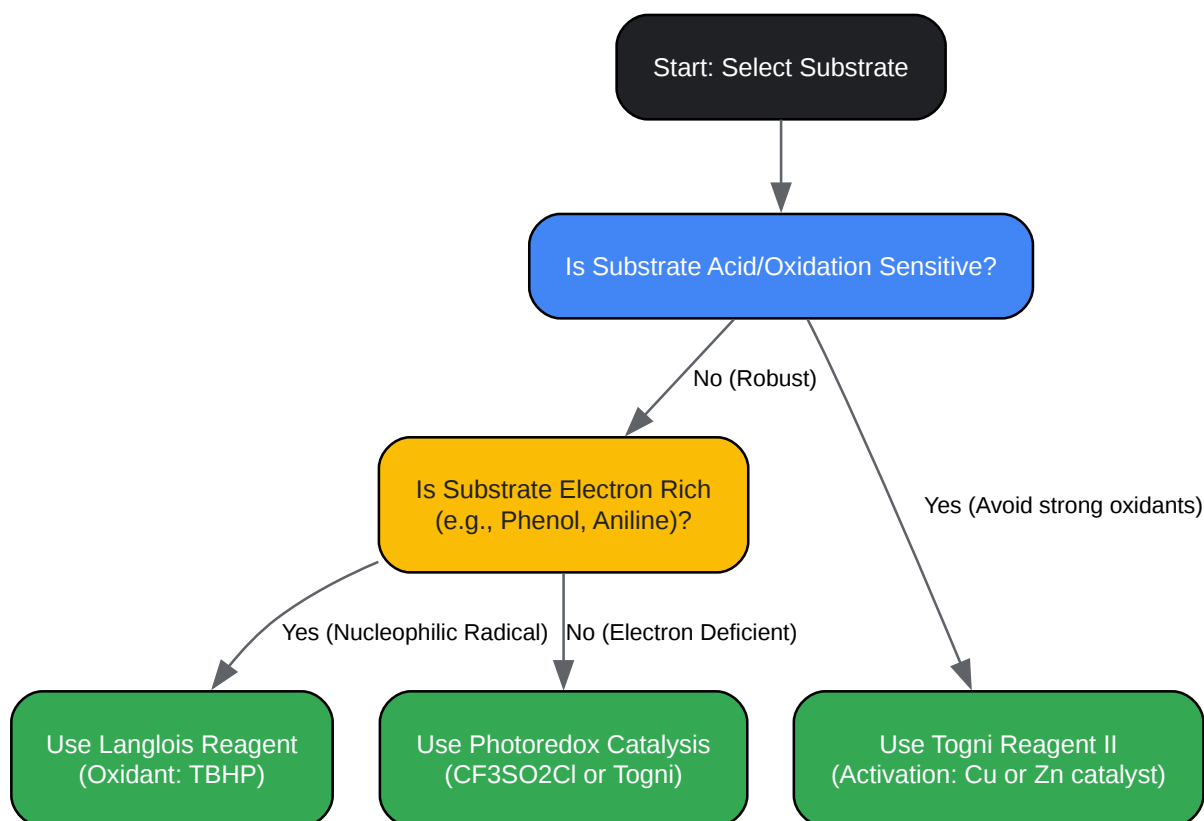 Start: Select Substrate
Is Substrate Acid/Oxidation Sensitive?
No (Robust)
Is Substrate Electron Rich
(e.g., Phenol, Aniline)?
Yes (Avoid strong oxidants)
Yes (Nucleophilic Radical)
No (Electron Deficient)
Use Langlois Reagent
(Oxidant: TBHP)
Use Photoredox Catalysis
(CF3SO2Cl or Togni)
Use Togni Reagent II
(Activation: Cu or Zn catalyst)